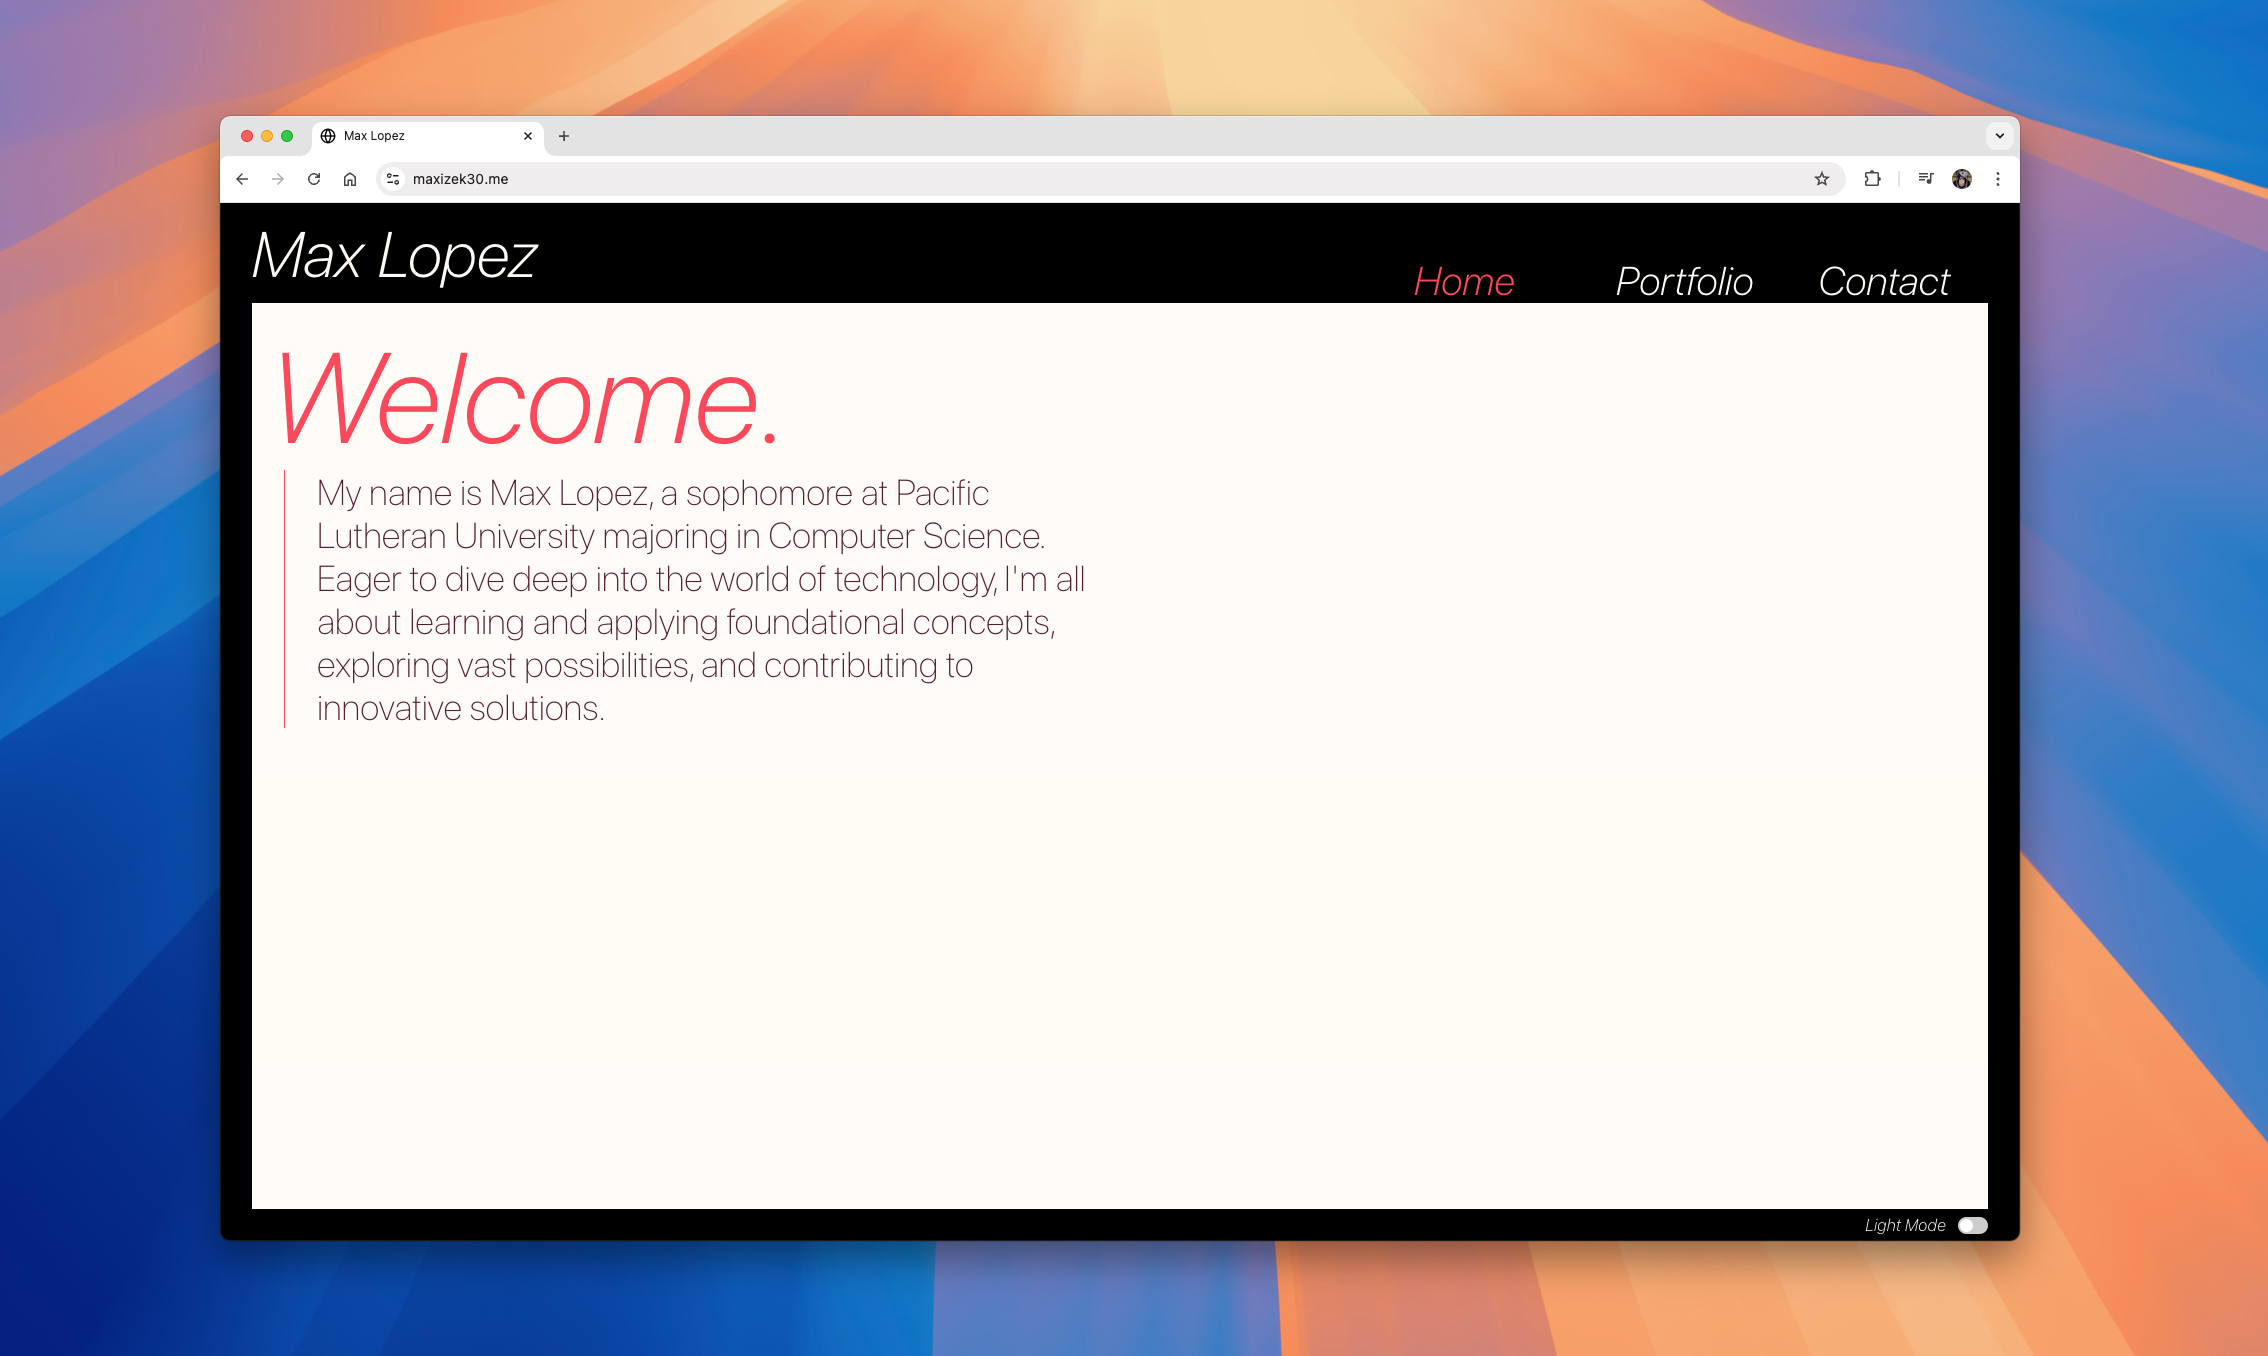 Max Lopez
maxizek30.me
Max Lopez
Home Portfolio Contact
Welcome.
My name is Max Lopez, a sophomore at Pacific
Lutheran University majoring in Computer Science.
Eager to dive deep into the world of technology, I'm all
about learning and applying foundational concepts,
exploring vast possibilities, and contributing to
innovative solutions.
Light Mode